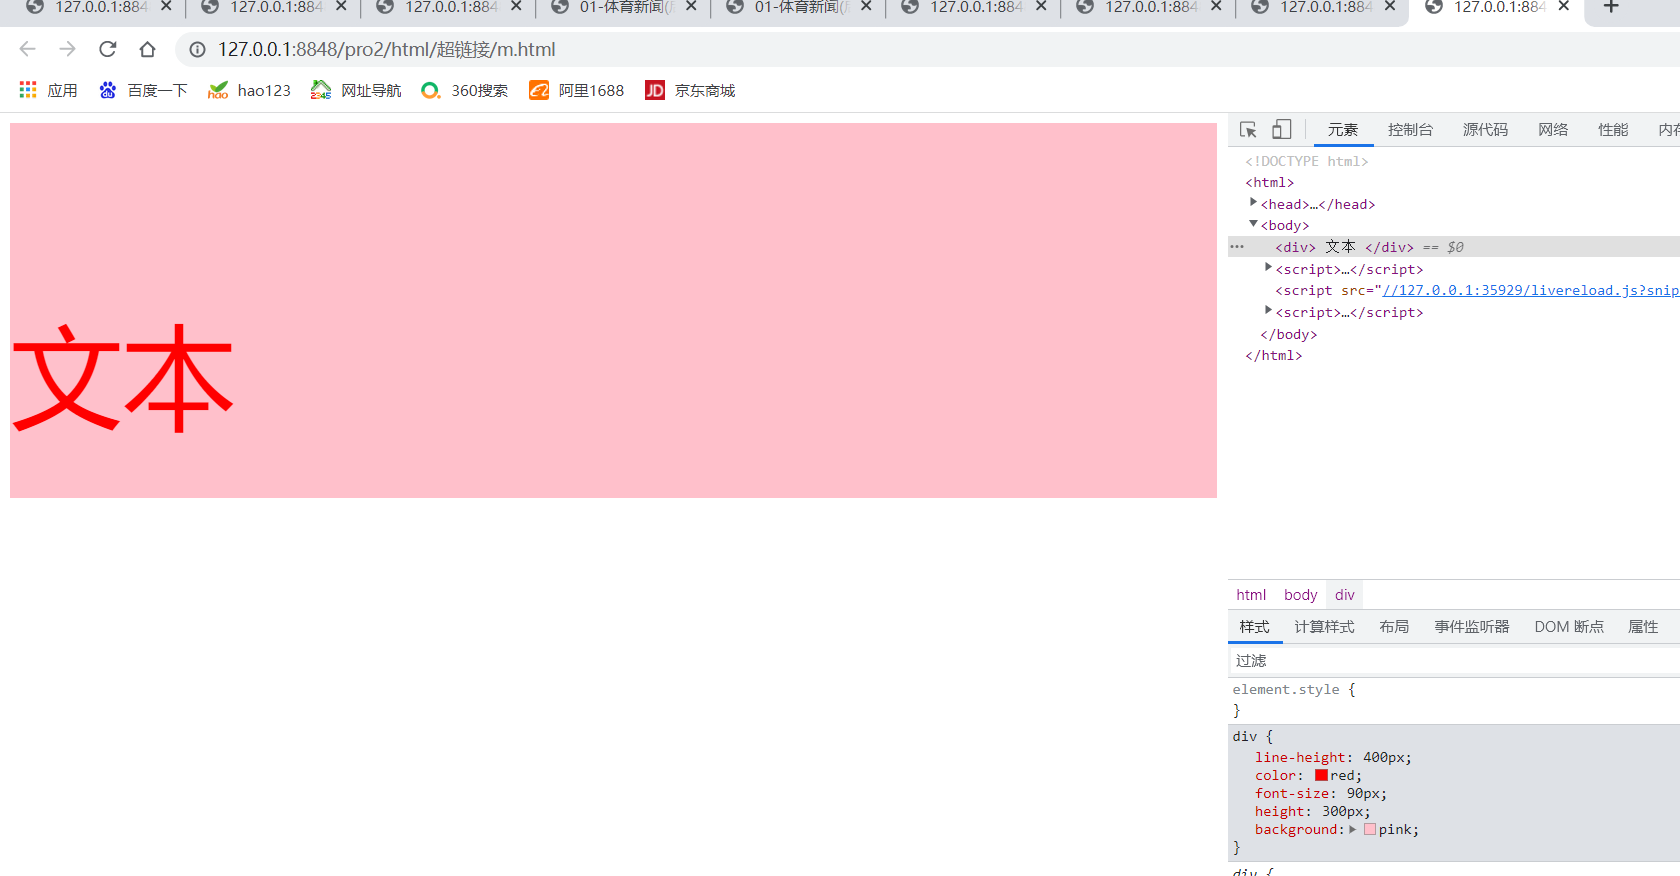 127.0.0.1:884 127.0.0.1:884 127.0.0.1:884 01-体育新闻( 01-体育新闻( 127.0.0.1:884 127.0.0.1:884 127.0.0.1:884 127.0.0.1:884
127.0.0.1:8848/pro2/html/超链接/m.html
应用 百度一下 hao hao123 2345 网址导航 360搜索 阿里1688 JD 京东商城
文本
元素 控制台 源代码 网络 性能 内存
<!DOCTYPE html>
<html>
<head>…</head>
<body>
<div> 文本 </div> == $0
<script>…</script>
<script src="//127.0.0.1:35929/livereload.js?snip
<script>…</script>
</body>
</html>
html body div
样式 计算样式 布局 事件监听器 DOM 断点 属性
过滤
element.style {
}
div {
line-height: 400px;
color: red;
font-size: 90px;
height: 300px;
background: pink;
}
div {